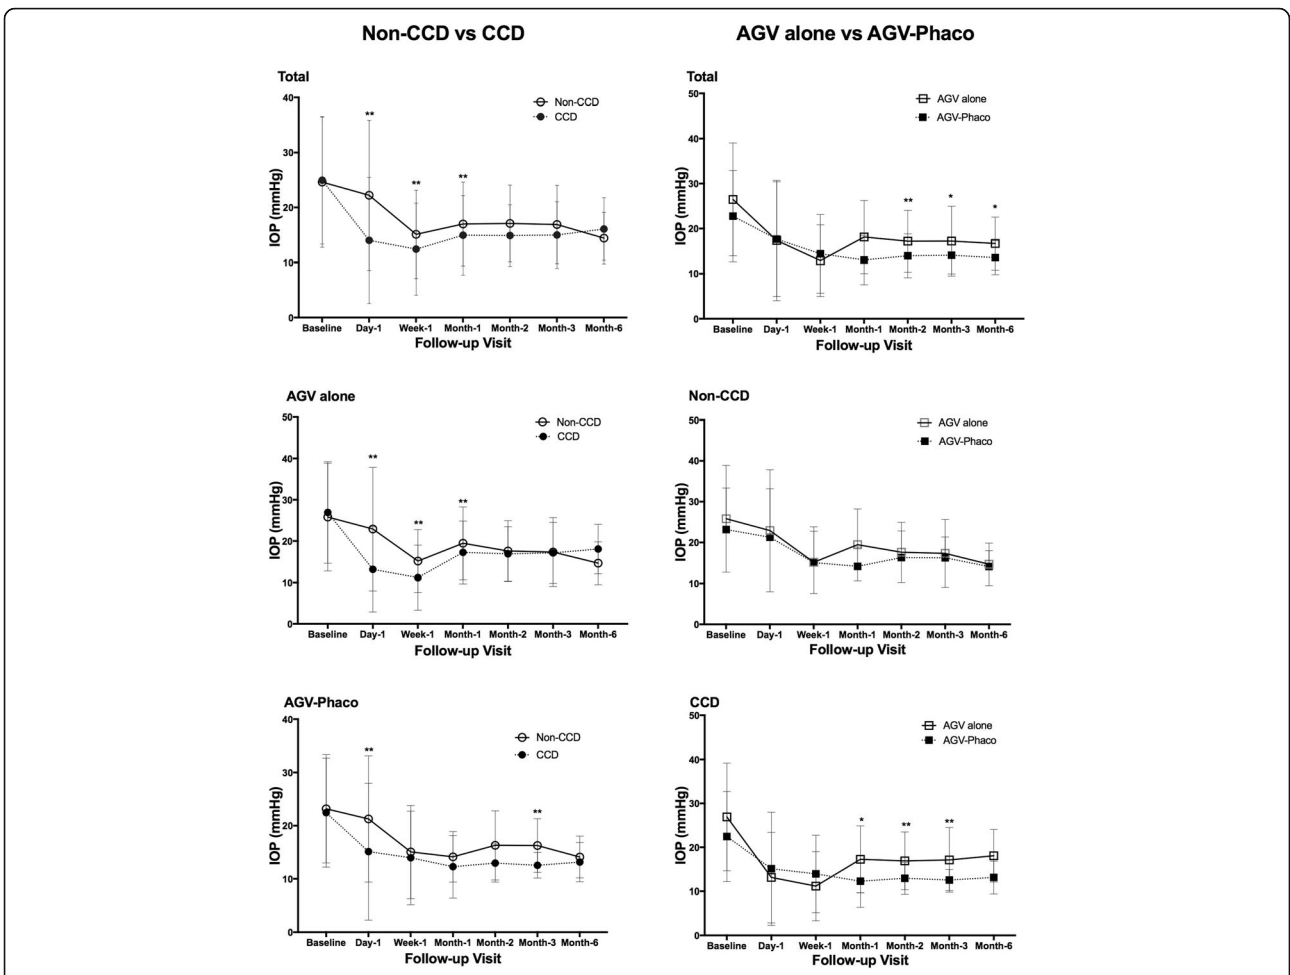 Non-CCD vs CCD
AGV alone vs AGV-Phaco
Total
40
30
20
10
0
IOP (mmHg)
Non-CCD
CCD
**
**
**
Baseline Day-1 Week-1 Month-1 Month-2 Month-3 Month-6
Follow-up Visit
Total
50
40
30
20
10
0
IOP (mmHg)
AGV alone
AGV-Phaco
**
*
*
Baseline Day-1 Week-1 Month-1 Month-2 Month-3 Month-6
Follow-up Visit
AGV alone
50
40
30
20
10
0
IOP (mmHg)
Non-CCD
CCD
**
**
**
Baseline Day-1 Week-1 Month-1 Month-2 Month-3 Month-6
Follow-up Visit
Non-CCD
50
40
30
20
10
0
IOP (mmHg)
AGV alone
AGV-Phaco
Baseline Day-1 Week-1 Month-1 Month-2 Month-3 Month-6
Follow-up Visit
AGV-Phaco
40
30
20
10
0
IOP (mmHg)
Non-CCD
CCD
**
**
Baseline Day-1 Week-1 Month-1 Month-2 Month-3 Month-6
Follow-up Visit
CCD
50
40
30
20
10
0
IOP (mmHg)
AGV alone
AGV-Phaco
*
**
**
Baseline Day-1 Week-1 Month-1 Month-2 Month-3 Month-6
Follow-up Visit